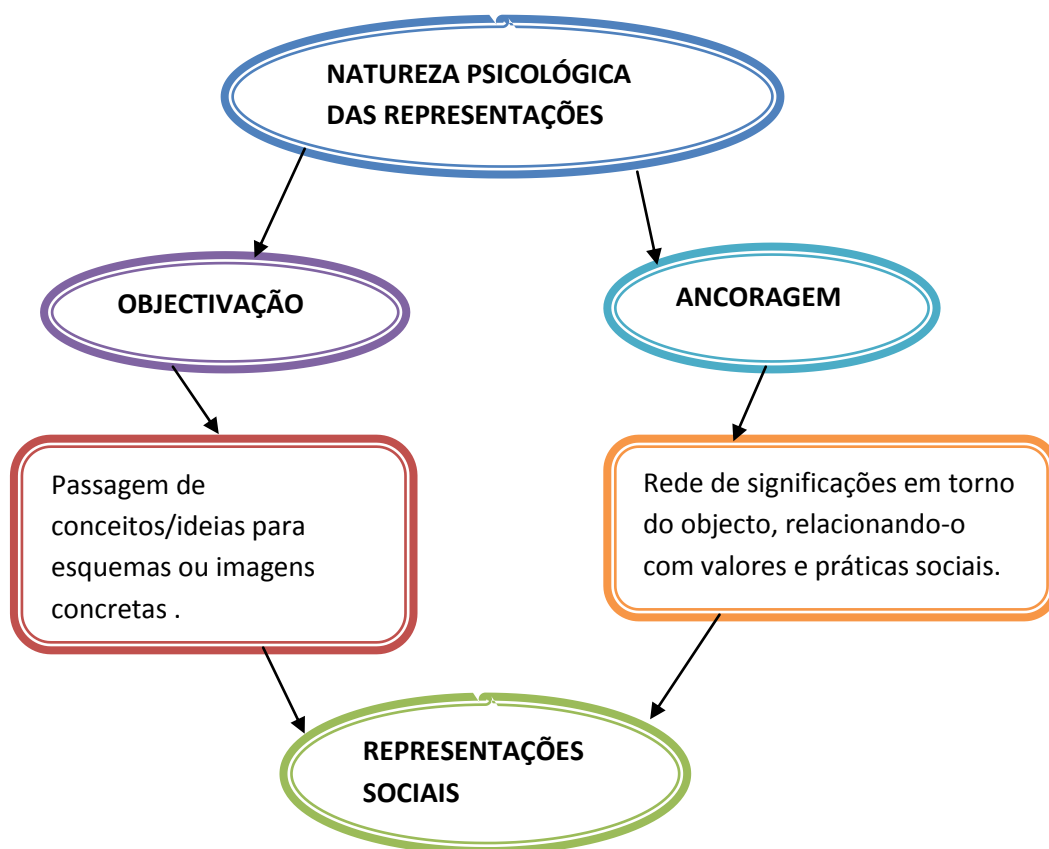 NATUREZA PSICOLÓGICA
DAS REPRESENTAÇÕES
OBJECTIVAÇÃO
ANCORAGEM
Passagem de
conceitos/ideias para
esquemas ou imagens
concretas .
Rede de significações em torno
do objecto, relacionando-o
com valores e práticas sociais.
REPRESENTAÇÕES
SOCIAIS